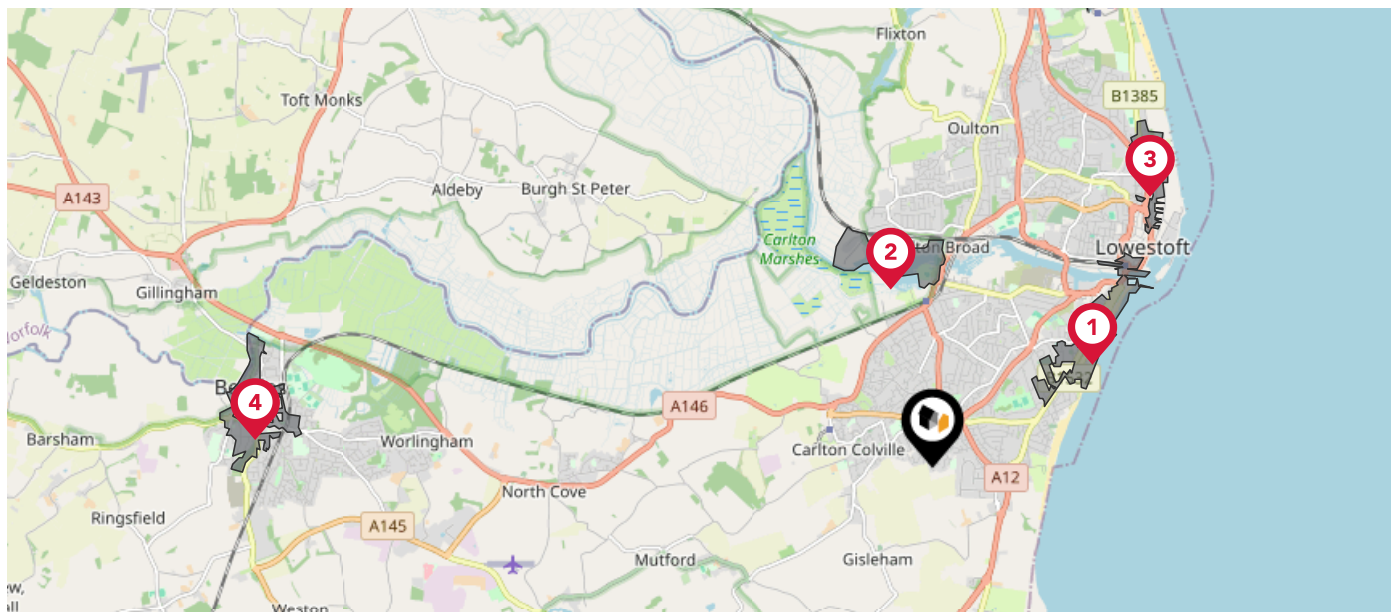 Flixton
B1385
Toft Monks
Oulton
3
A143
Aldeby
Burgh St Peter
Carlton
Marshes
2
Broad
Lowestoft
Geldeston
Gillingham
Norfolk
1
4
A146
Barsham
Worlingham
Carlton Colville
A12
North Cove
Ringsfield
A145
Mutford
Gisleham
Weston